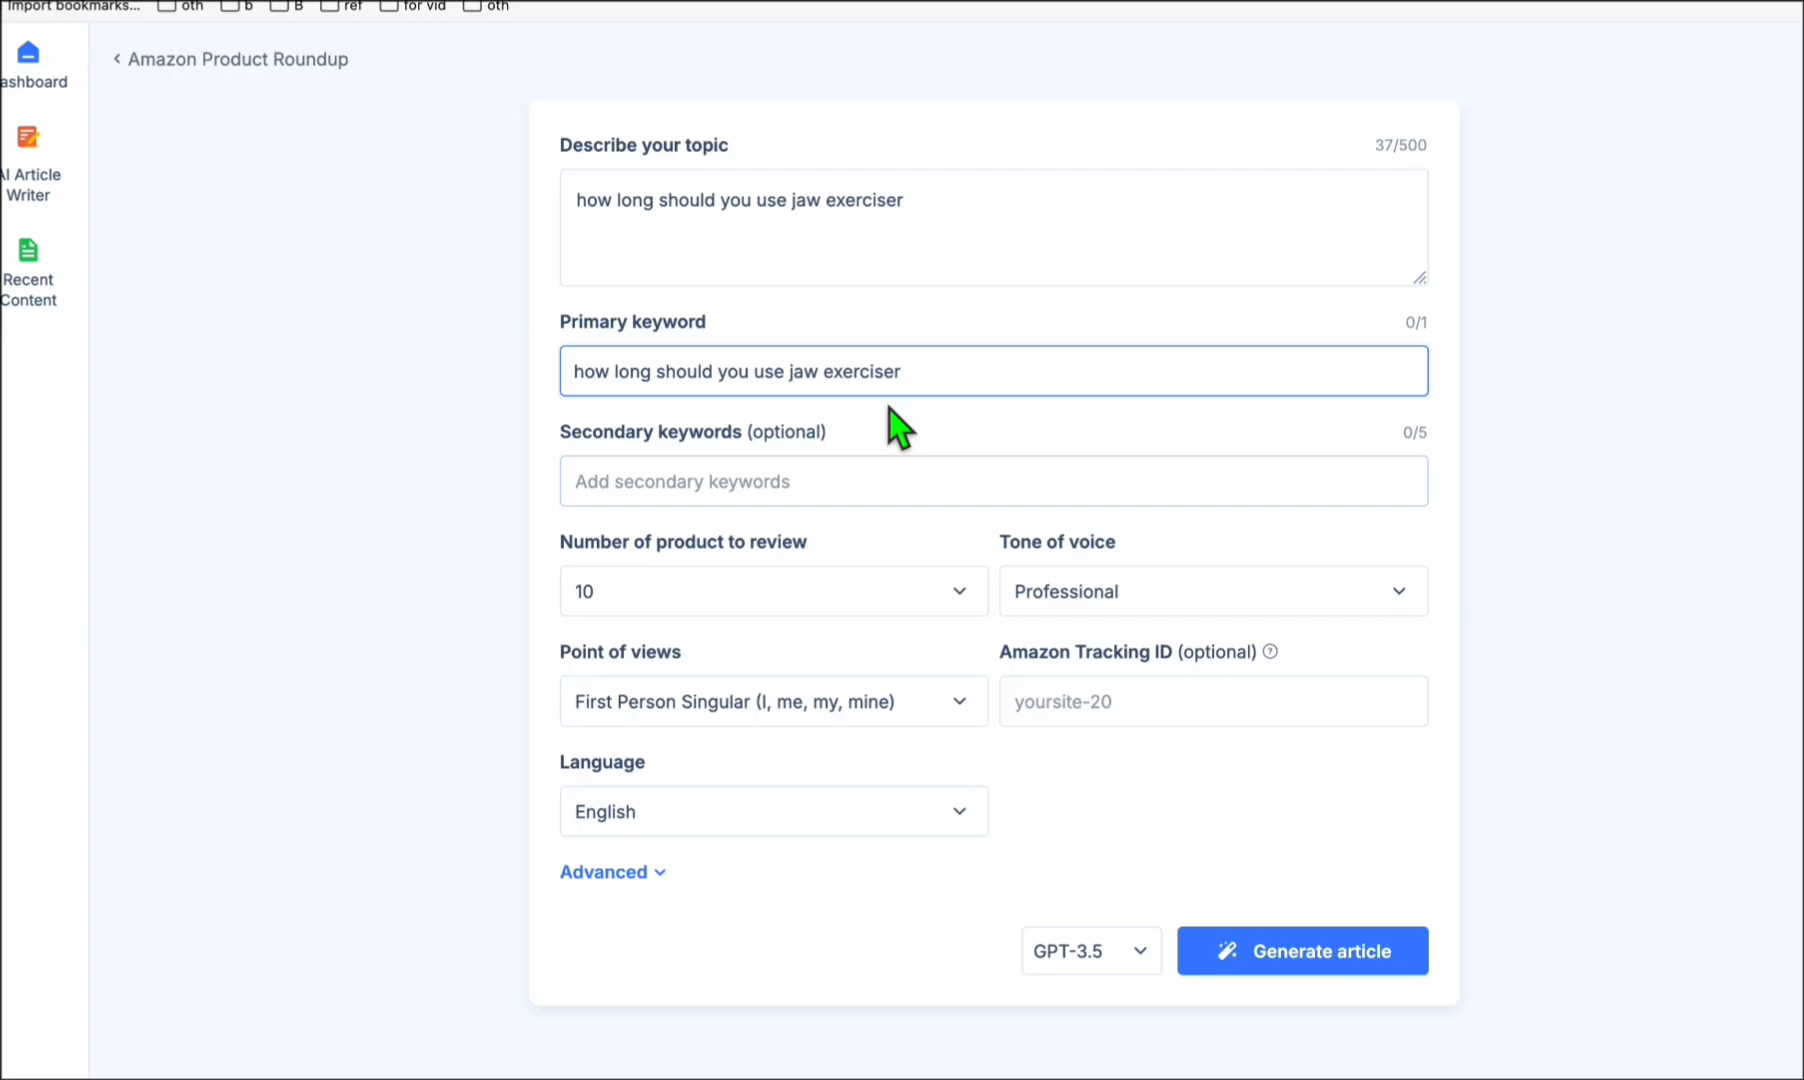 Import bookmarks...
oth
b
B
ref
for vid
oth
ashboard
AI Article
Writer
Recent
Content
Amazon Product Roundup
Describe your topic
37/500
how long should you use jaw exerciser
Primary keyword
0/1
how long should you use jaw exerciser
Secondary keywords (optional)
0/5
Add secondary keywords
Number of product to review
Tone of voice
10
Professional
Point of views
Amazon Tracking ID (optional)
First Person Singular (I, me, my, mine)
yoursite-20
Language
English
Advanced
GPT-3.5
Generate article